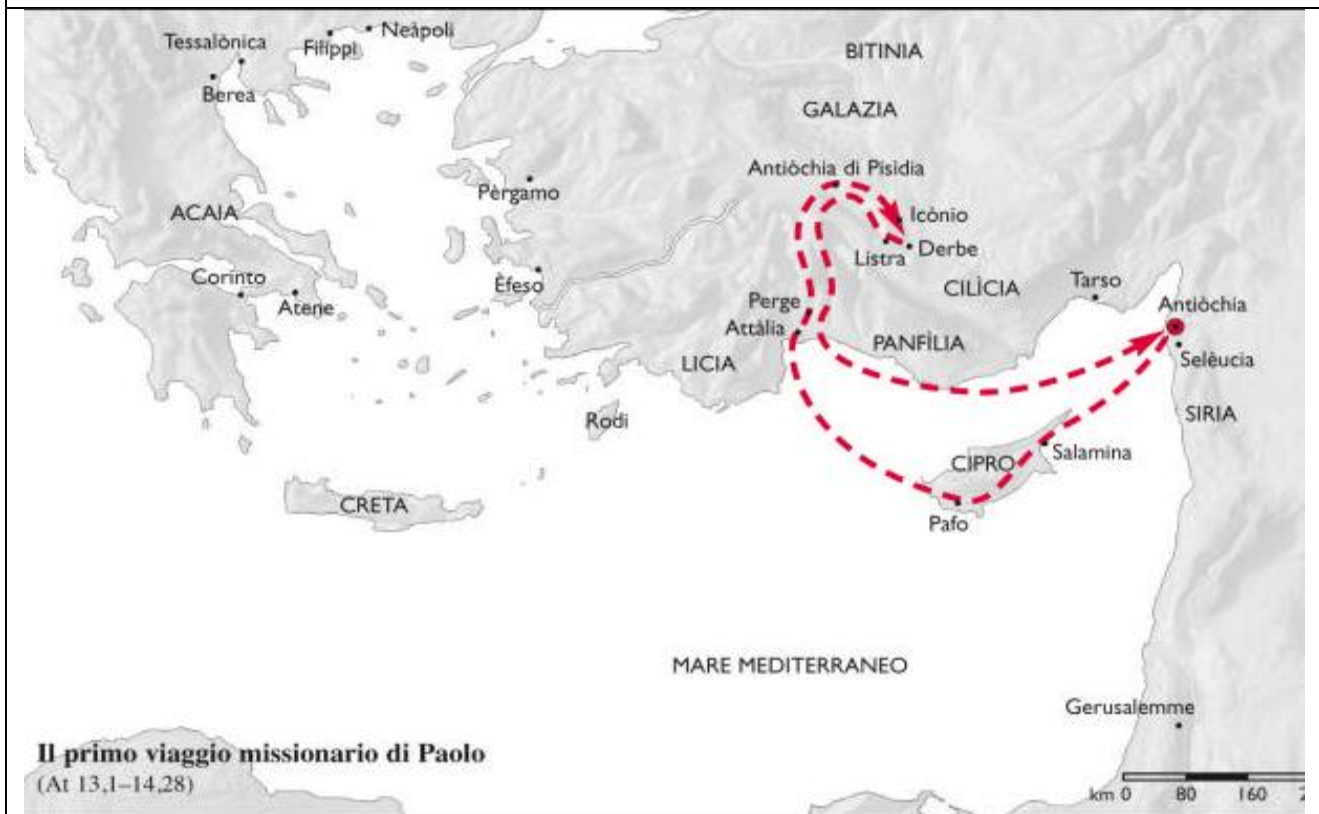 Tessalònica
Filippi
Neàpoli
Berea
BITINIA
GALAZIA
Antiòchia di Pisidia
Pèrgamo
ACAIA
Icònio
Listra
Derbe
Corinto
Atene
Èfeso
CILÌCIA
Tarso
Antiòchia
Perge
Attàlia
PANFÌLIA
Selèucia
LICIA
SIRIA
Rodi
CIPRO
Salamina
CRETA
Pafo
MARE MEDITERRANEO
Gerusalemme
Il primo viaggio missionario di Paolo
(At 13,1–14,28)
km 0 80 160